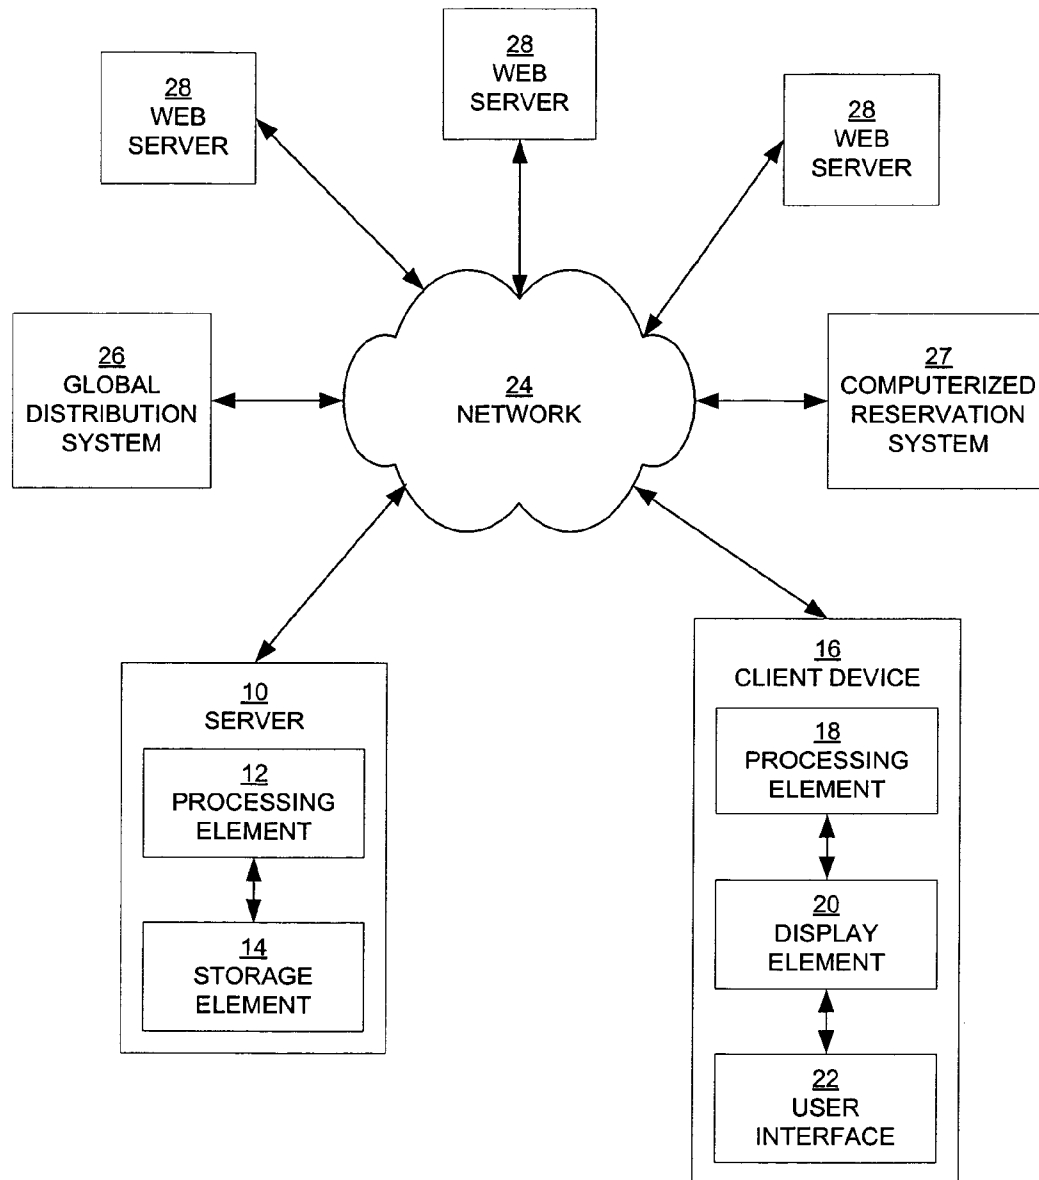 28
WEB
SERVER
28
WEB
SERVER
28
WEB
SERVER
26
GLOBAL
DISTRIBUTION
SYSTEM
24
NETWORK
27
COMPUTERIZED
RESERVATION
SYSTEM
10
SERVER
12
PROCESSING
ELEMENT
14
STORAGE
ELEMENT
16
CLIENT DEVICE
18
PROCESSING
ELEMENT
20
DISPLAY
ELEMENT
22
USER
INTERFACE